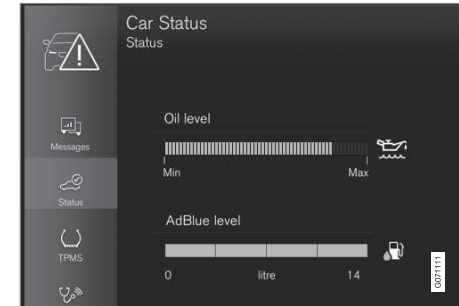 Car Status
Status
Messages
Status
TPMS
Oil level
Min Max
AdBlue level
0 litre 14
G071111